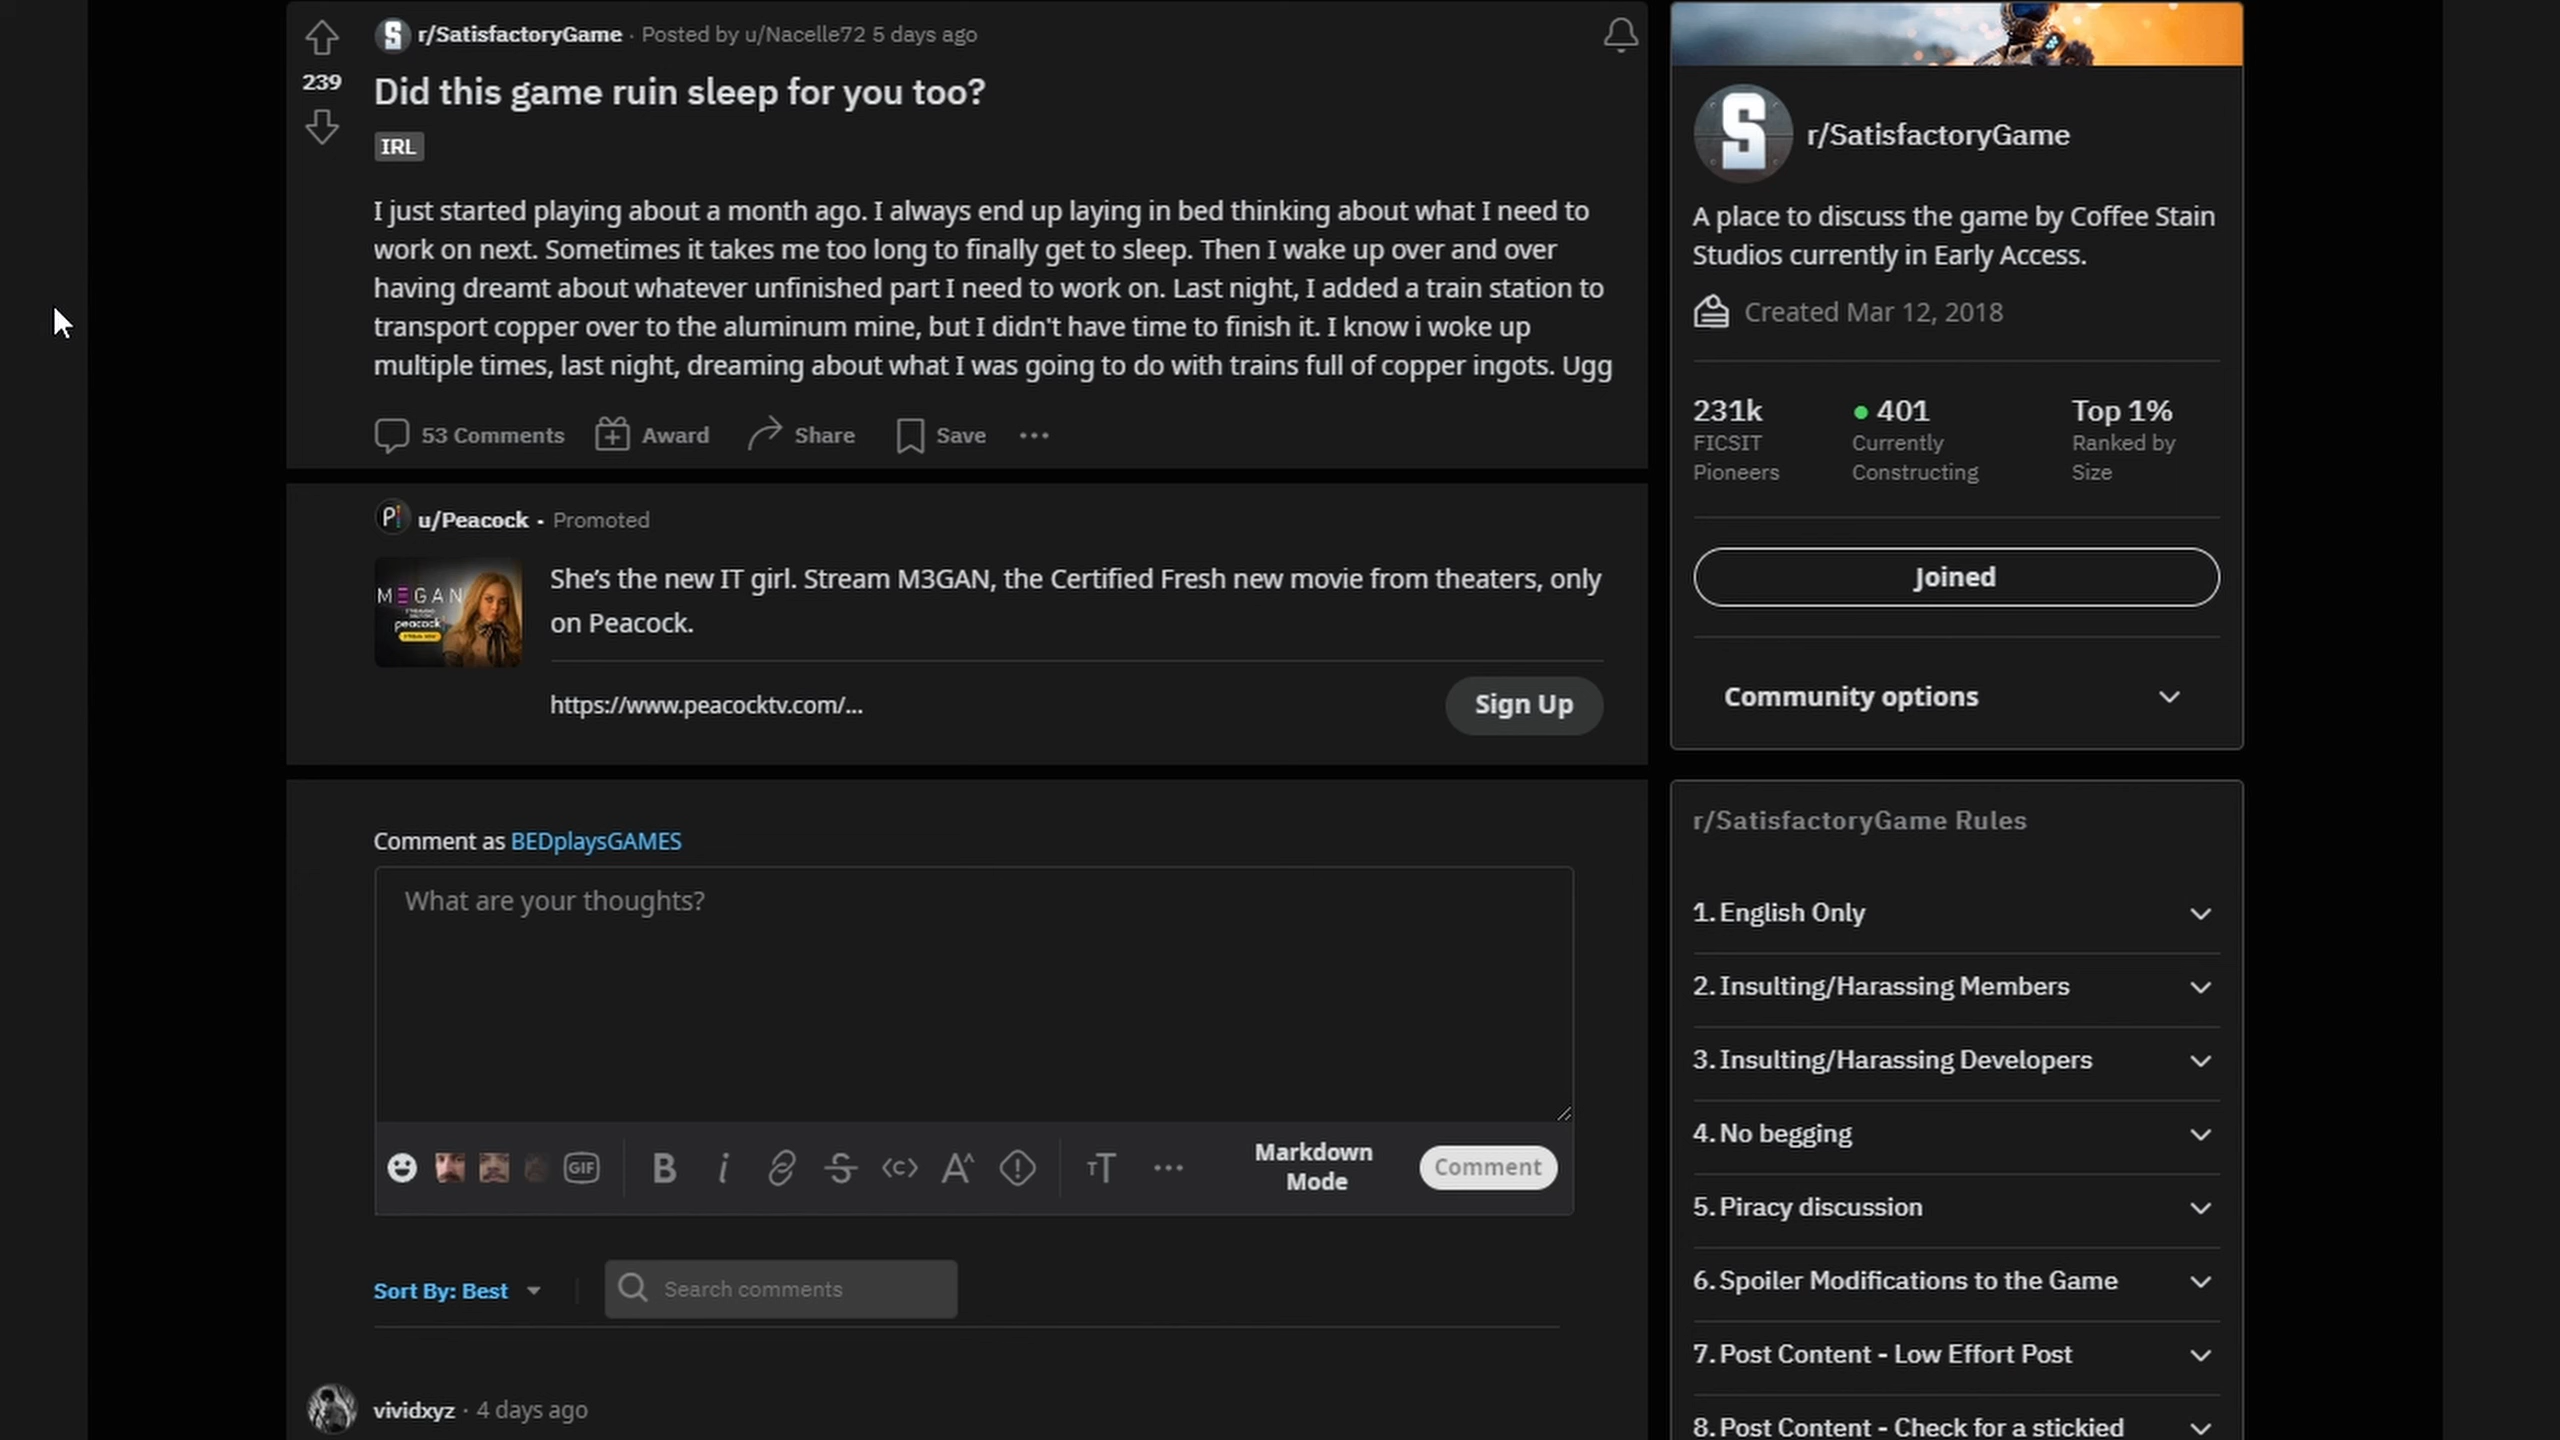 r/SatisfactoryGame · Posted by u/Nacelle72 5 days ago
239
Did this game ruin sleep for you too?
IRL
I just started playing about a month ago. I always end up laying in bed thinking about what I need to
work on next. Sometimes it takes me too long to finally get to sleep. Then I wake up over and over
having dreamt about whatever unfinished part I need to work on. Last night, I added a train station to
transport copper over to the aluminum mine, but I didn't have time to finish it. I know i woke up
multiple times, last night, dreaming about what I was going to do with trains full of copper ingots. Ugg
53 Comments Award Share Save ...
u/Peacock · Promoted
She's the new IT girl. Stream M3GAN, the Certified Fresh new movie from theaters, only
on Peacock.
M3GAN
peacock
https://www.peacocktv.com/...
Sign Up
Comment as BEDplaysGAMES
What are your thoughts?
GIF
Markdown
Mode
Comment
Sort By: Best
Search comments
vividxyz · 4 days ago
S
r/SatisfactoryGame
A place to discuss the game by Coffee Stain
Studios currently in Early Access.
Created Mar 12, 2018
231k 401 Top 1%
FICSIT Currently Ranked by
Pioneers Constructing Size
Joined
Community options
r/SatisfactoryGame Rules
1. English Only
2. Insulting/Harassing Members
3. Insulting/Harassing Developers
4. No begging
5. Piracy discussion
6. Spoiler Modifications to the Game
7. Post Content - Low Effort Post
8. Post Content - Check for a stickied